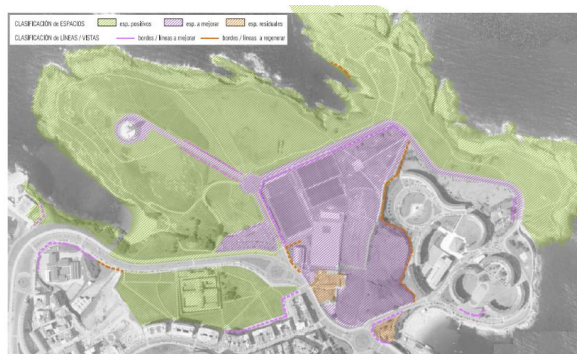 CLASIFICACIÓN de ESPACIOS esp. positivos esp. a mejorar esp. residuales
CLASIFICACIÓN de LÍNEAS / VISTAS bordes / líneas a mejorar bordes / líneas a regenerar